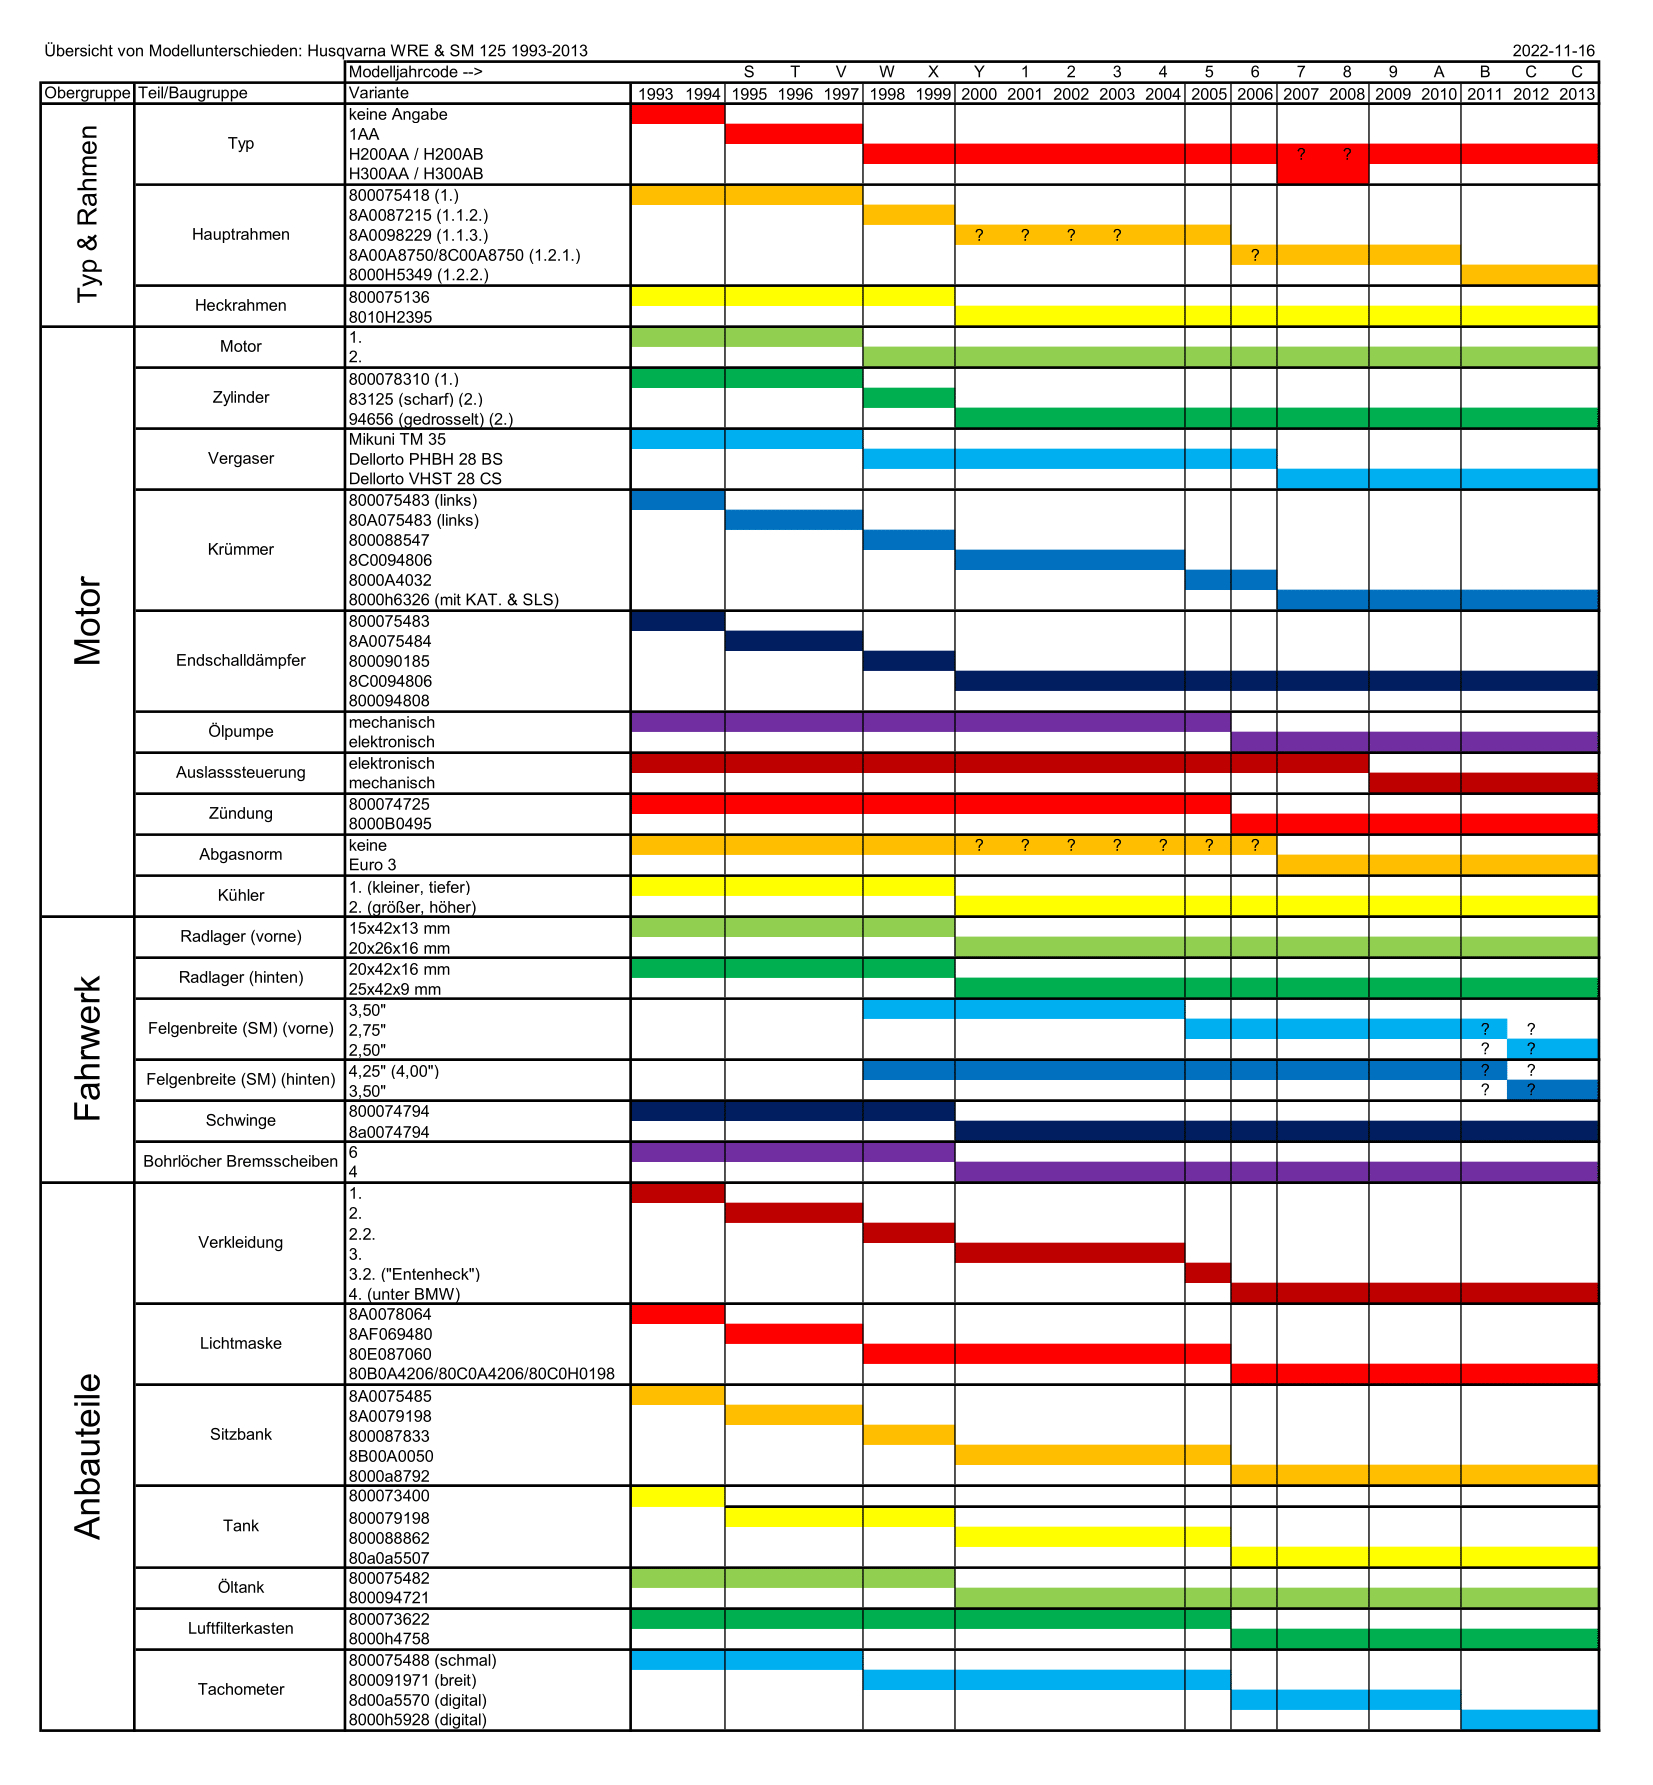 Übersicht von Modellunterschieden: Husqvarna WRE & SM 125 1993-2013 2022-11-16
Modelljahrcode --> S T V W X Y 1 2 3 4 5 6 7 8 9 A B C C
Obergruppe Teil/Baugruppe Variante 1993 1994 1995 1996 1997 1998 1999 2000 2001 2002 2003 2004 2005 2006 2007 2008 2009 2010 2011 2012 2013
Typ & Rahmen
Typ
keine Angabe
1AA
H200AA / H200AB ? ?
H300AA / H300AB
Hauptrahmen
800075418 (1.)
8A0087215 (1.1.2.)
8A0098229 (1.1.3.) ? ? ? ?
8A00A8750/8C00A8750 (1.2.1.) ?
8000H5349 (1.2.2.)
Heckrahmen
800075136
8010H2395
Motor
Motor
1.
2.
Zylinder
800078310 (1.)
83125 (scharf) (2.)
94656 (gedrosselt) (2.)
Vergaser
Mikuni TM 35
Dellorto PHBH 28 BS
Dellorto VHST 28 CS
Krümmer
800075483 (links)
80A075483 (links)
800088547
8C0094806
8000A4032
8000h6326 (mit KAT. & SLS)
Endschalldämpfer
800075483
8A0075484
800090185
8C0094806
800094808
Ölpumpe
mechanisch
elektronisch
Auslasssteuerung
elektronisch
mechanisch
Zündung
800074725
8000B0495
Abgasnorm
keine ? ? ? ? ? ? ?
Euro 3
Kühler
1. (kleiner, tiefer)
2. (größer, höher)
Fahrwerk
Radlager (vorne)
15x42x13 mm
20x26x16 mm
Radlager (hinten)
20x42x16 mm
25x42x9 mm
Felgenbreite (SM) (vorne)
3,50"
2,75" ? ?
2,50" ? ?
Felgenbreite (SM) (hinten)
4,25" (4,00") ? ?
3,50" ? ?
Schwinge
800074794
8a0074794
Bohrlöcher Bremsscheiben
6
4
Anbauteile
Verkleidung
1.
2.
2.2.
3.
3.2. ("Entenheck")
4. (unter BMW)
Lichtmaske
8A0078064
8AF069480
80E087060
80B0A4206/80C0A4206/80C0H0198
Sitzbank
8A0075485
8A0079198
800087833
8B00A0050
8000a8792
Tank
800073400
800079198
800088862
80a0a5507
Öltank
800075482
800094721
Luftfilterkasten
800073622
8000h4758
Tachometer
800075488 (schmal)
800091971 (breit)
8d00a5570 (digital)
8000h5928 (digital)